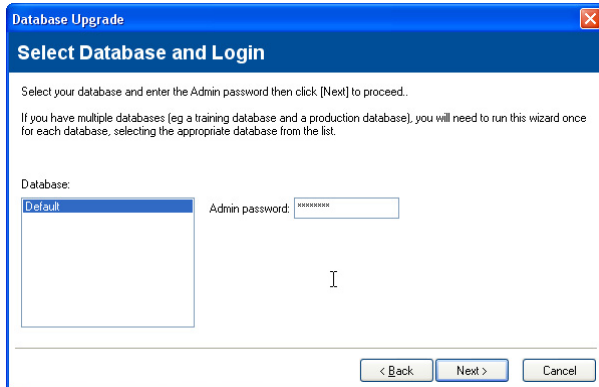 Database Upgrade
Select Database and Login
Select your database and enter the Admin password then click [Next] to proceed..
If you have multiple databases (eg a training database and a production database), you will need to run this wizard once
for each database, selecting the appropriate database from the list.
Database:
Default
Admin password: ********
< Back Next > Cancel